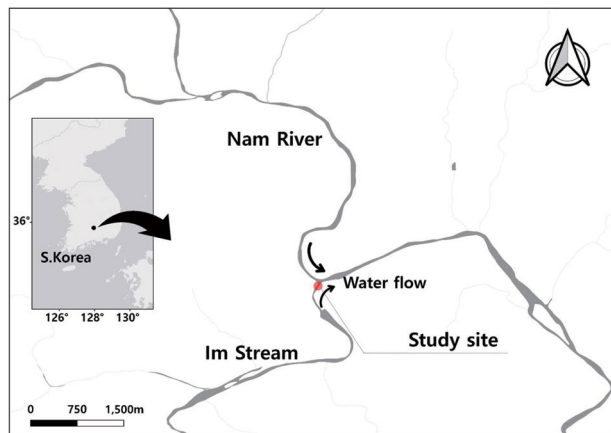 Nam River
36°
S.Korea
126° 128° 130°
Water flow
Study site
Im Stream
0 750 1,500m